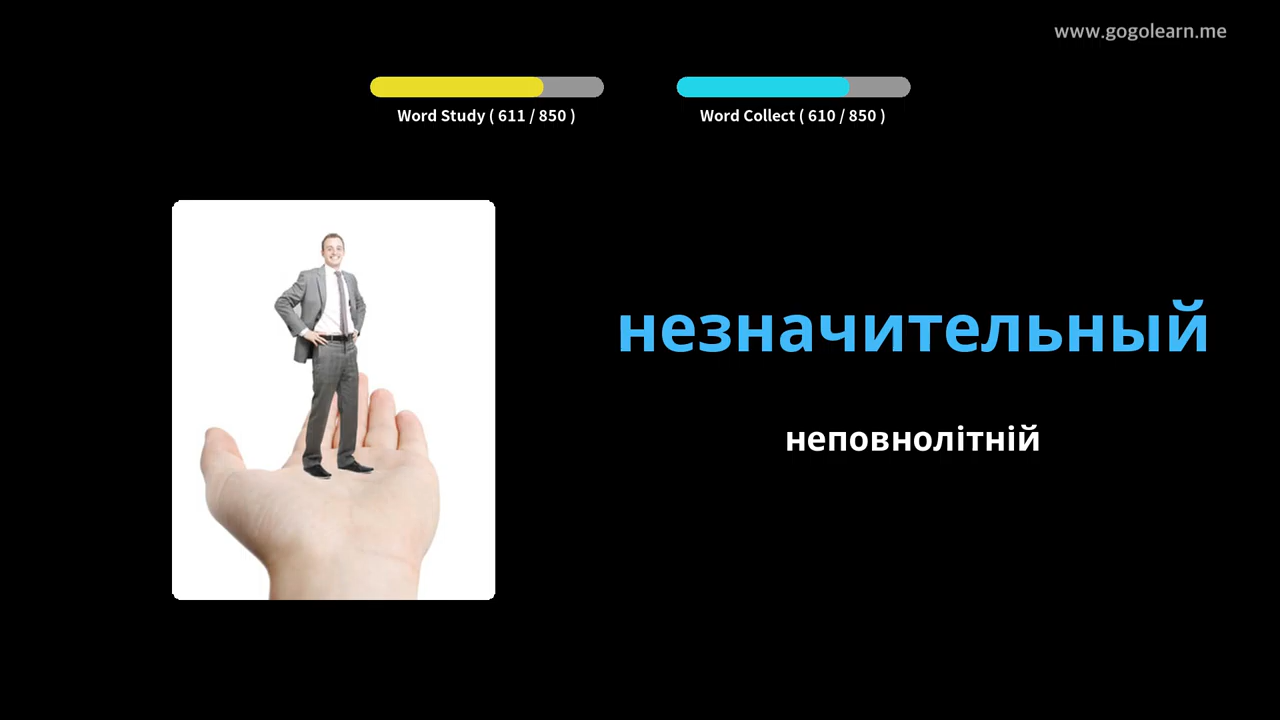 www.gogolearn.me
Word Study ( 611 / 850 )
Word Collect ( 610 / 850 )
незначительный
неповнолітній